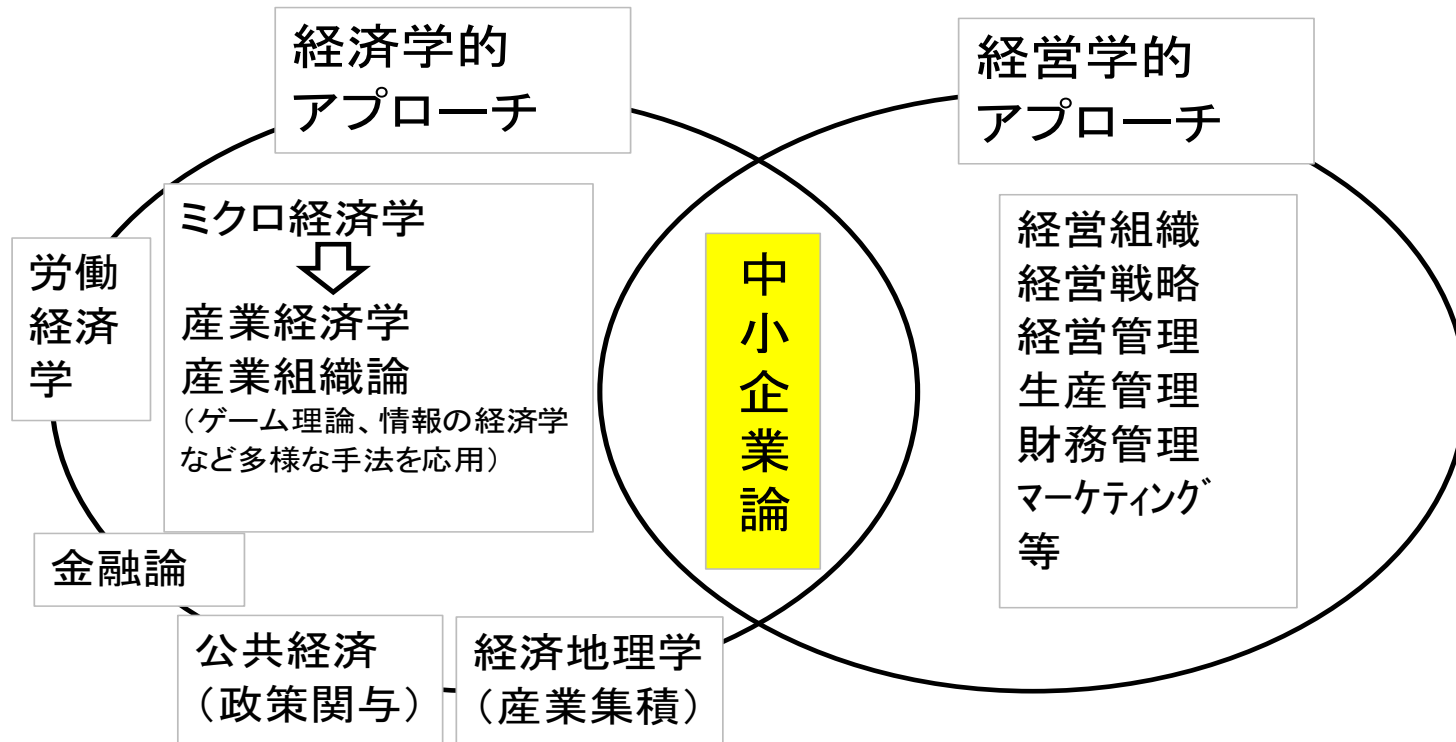 経済学的
アプローチ
経営学的
アプローチ
ミクロ経済学
産業経済学
産業組織論
（ゲーム理論、情報の経済学
など多様な手法を応用）
労働
経済
学
金融論
公共経済
（政策関与）
経済地理学
（産業集積）
中小企業論
経営組織
経営戦略
経営管理
生産管理
財務管理
ﾏｰｹﾃｨﾝｸﾞ
等